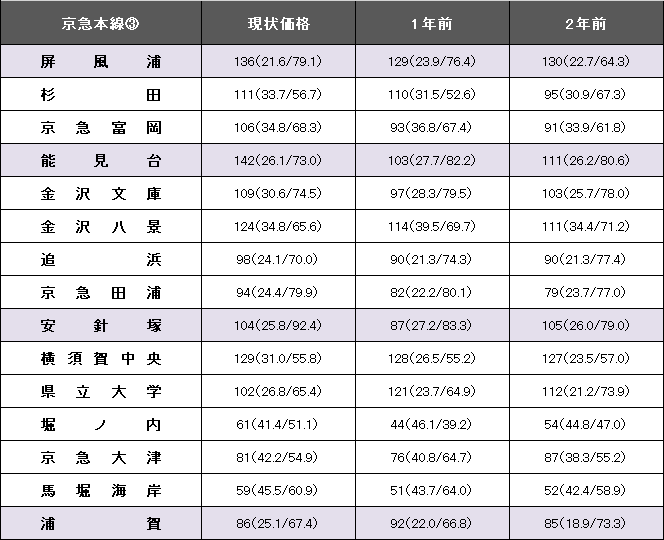 京急本線③ 現状価格 1年前 2年前
屏風浦 136(21.6/79.1) 129(23.9/76.4) 130(22.7/64.3)
杉田 111(33.7/56.7) 110(31.5/52.6) 95(30.9/67.3)
京急富岡 106(34.8/68.3) 93(36.8/67.4) 91(33.9/61.8)
能見台 142(26.1/73.0) 103(27.7/82.2) 111(26.2/80.6)
金沢文庫 109(30.6/74.5) 97(28.3/79.5) 103(25.7/78.0)
金沢八景 124(34.8/65.6) 114(39.5/69.7) 111(34.4/71.2)
追浜 98(24.1/70.0) 90(21.3/74.3) 90(21.3/77.4)
京急田浦 94(24.4/79.9) 82(22.2/80.1) 79(23.7/77.0)
安針塚 104(25.8/92.4) 87(27.2/83.3) 105(26.0/79.0)
横須賀中央 129(31.0/55.8) 128(26.5/55.2) 127(23.5/57.0)
県立大学 102(26.8/65.4) 121(23.7/64.9) 112(21.2/73.9)
堀ノ内 61(41.4/51.1) 44(46.1/39.2) 54(44.8/47.0)
京急大津 81(42.2/54.9) 76(40.8/64.7) 87(38.3/55.2)
馬堀海岸 59(45.5/60.9) 51(43.7/64.0) 52(42.4/58.9)
浦賀 86(25.1/67.4) 92(22.0/66.8) 85(18.9/73.3)